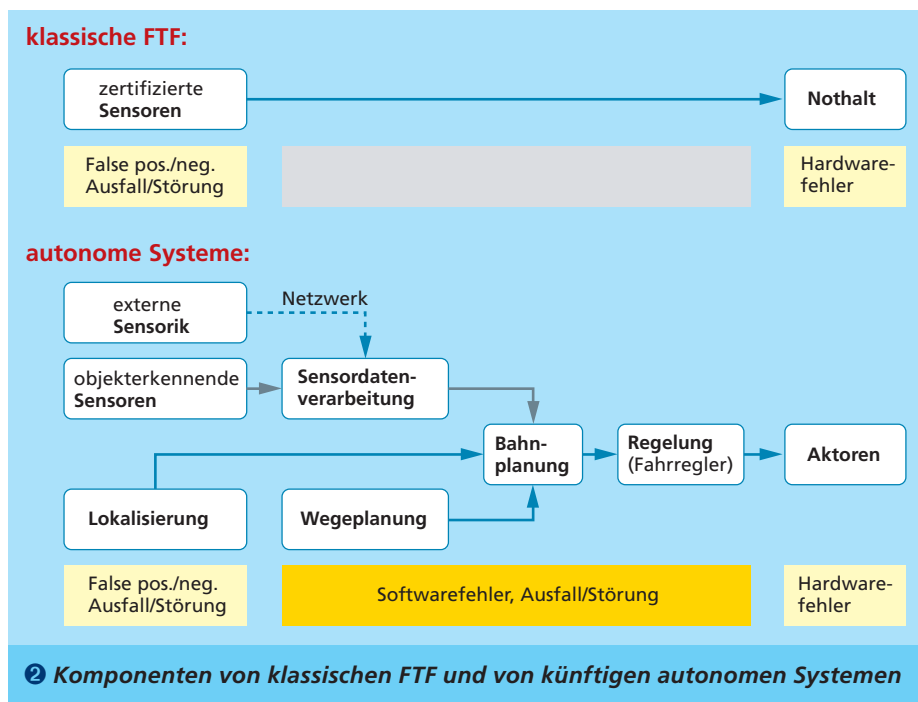 klassische FTF:
zertifizierte
Sensoren
Nothalt
False pos./neg.
Ausfall/Störung
Hardware-
fehler
autonome Systeme:
externe
Sensorik
Netzwerk
objekterkennende
Sensoren
Sensordaten-
verarbeitung
Bahn-
planung
Regelung
(Fahrregler)
Aktoren
Lokalisierung
Wegeplanung
False pos./neg.
Ausfall/Störung
Softwarefehler, Ausfall/Störung
Hardware-
fehler
❷ Komponenten von klassischen FTF und von künftigen autonomen Systemen